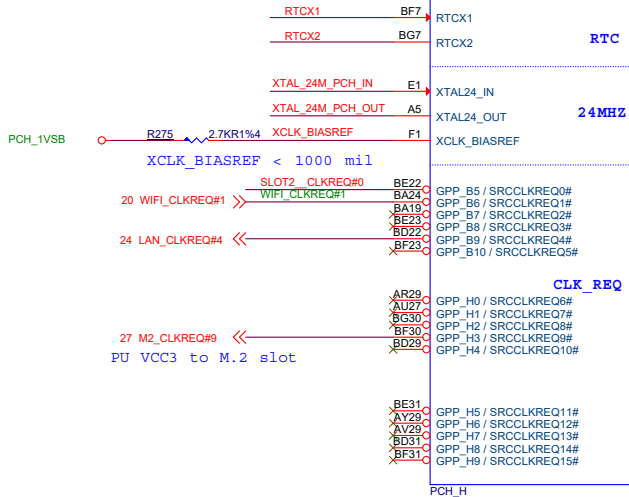 RTCX1 BF7 RTCX1
RTCX2 BG7 RTCX2
RTC
XTAL_24M_PCH_IN E1 XTAL24_IN
XTAL_24M_PCH_OUT A5 XTAL24_OUT
24MHZ
PCH_1VSB R275 2.7KR1%4 XCLK_BIASREF F1 XCLK_BIASREF
XCLK_BIASREF < 1000 mil
SLOT2__CLKREQ#0 BE22 GPP_B5 / SRCCLKREQ0#
20 WIFI_CLKREQ#1 WIFI_CLKREQ#1 BA24 GPP_B6 / SRCCLKREQ1#
BA19 GPP_B7 / SRCCLKREQ2#
BE23 GPP_B8 / SRCCLKREQ3#
24 LAN_CLKREQ#4 BD22 GPP_B9 / SRCCLKREQ4#
BF23 GPP_B10 / SRCCLKREQ5#
CLK_REQ
AR29 GPP_H0 / SRCCLKREQ6#
AU27 GPP_H1 / SRCCLKREQ7#
BG30 GPP_H2 / SRCCLKREQ8#
27 M2_CLKREQ#9 BF30 GPP_H3 / SRCCLKREQ9#
BD29 GPP_H4 / SRCCLKREQ10#
PU VCC3 to M.2 slot
BE31 GPP_H5 / SRCCLKREQ11#
AY29 GPP_H6 / SRCCLKREQ12#
AV29 GPP_H7 / SRCCLKREQ13#
BD31 GPP_H8 / SRCCLKREQ14#
BF31 GPP_H9 / SRCCLKREQ15#
PCH_H